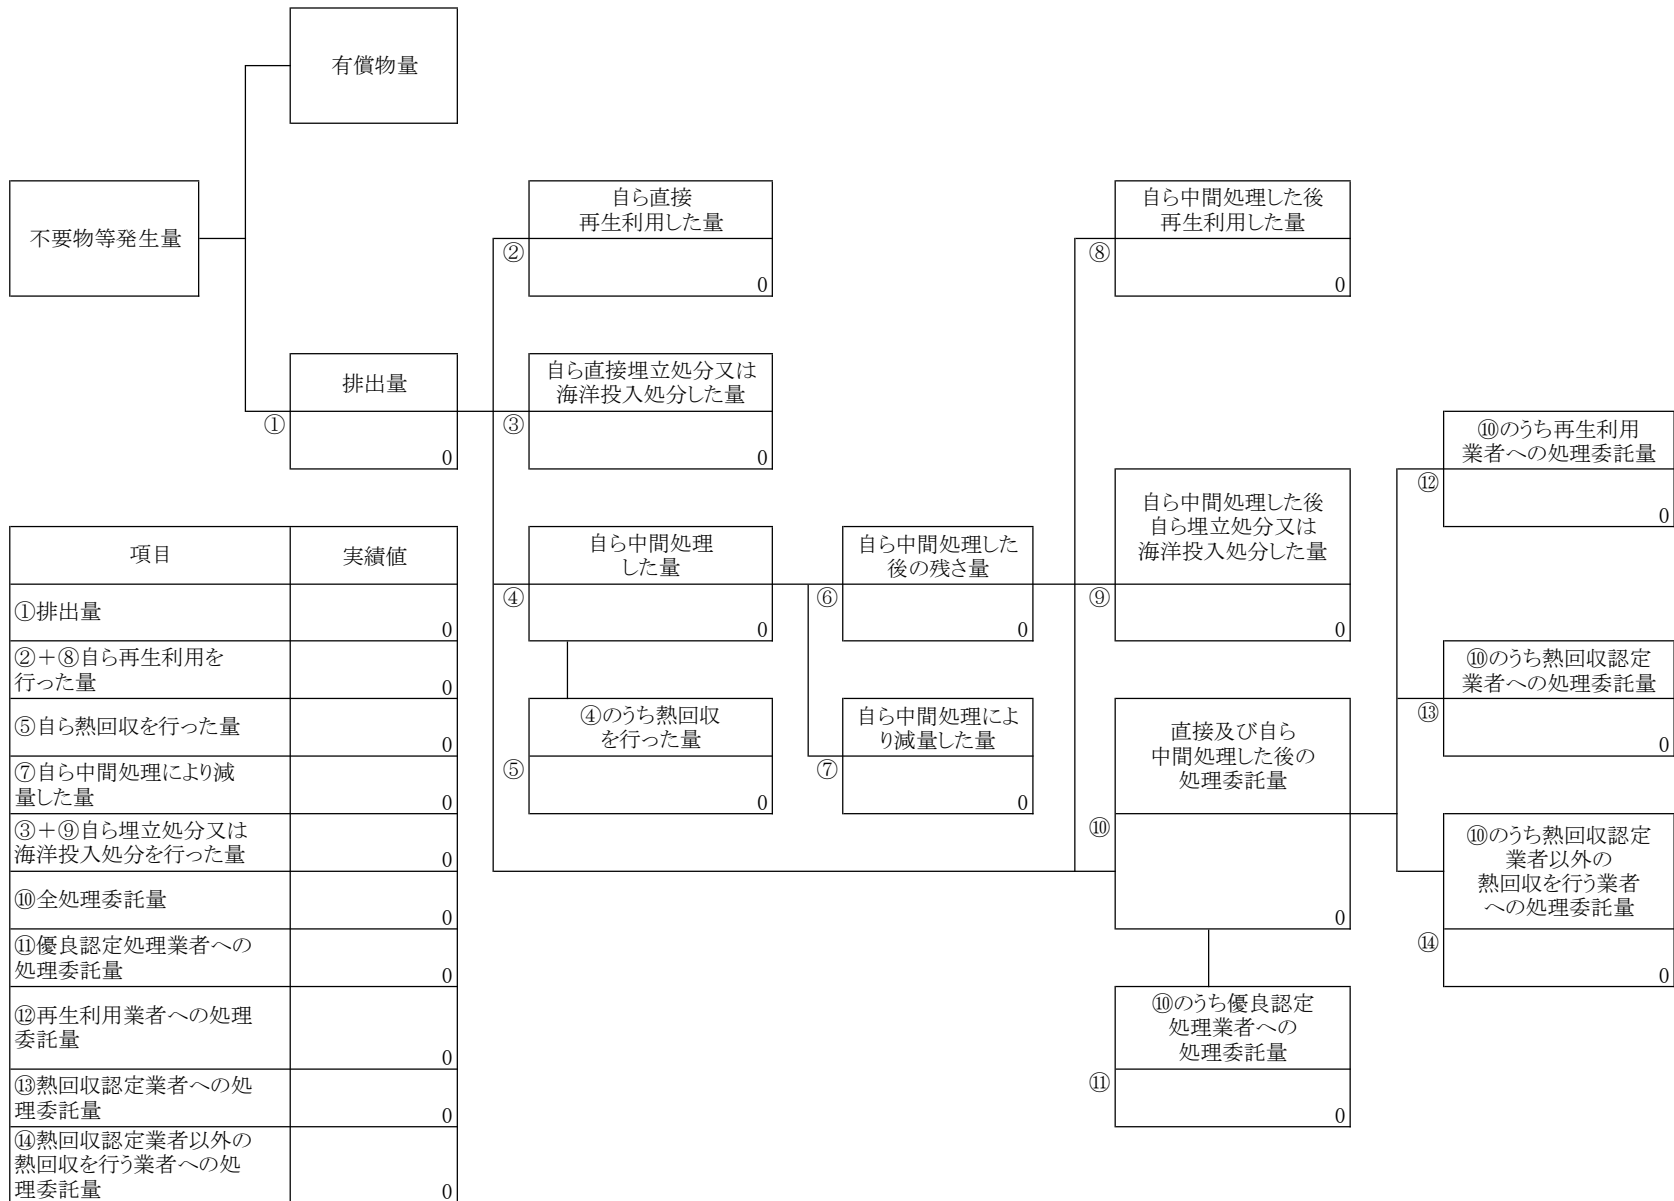 有償物量
不要物等発生量
排出量
①
0
自ら直接
再生利用した量
②
0
自ら直接埋立処分又は
海洋投入処分した量
③
0
自ら中間処理
した量
④
0
④のうち熱回収
を行った量
⑤
0
自ら中間処理した
後の残さ量
⑥
0
自ら中間処理によ
り減量した量
⑦
0
自ら中間処理した後
再生利用した量
⑧
0
自ら中間処理した後
自ら埋立処分又は
海洋投入処分した量
⑨
0
直接及び自ら
中間処理した後の
処理委託量
⑩
0
⑩のうち優良認定
処理業者への
処理委託量
⑪
0
⑩のうち再生利用
業者への処理委託量
⑫
0
⑩のうち熱回収認定
業者への処理委託量
⑬
0
⑩のうち熱回収認定
業者以外の
熱回収を行う業者
への処理委託量
⑭
0
項目 実績値
①排出量
0
②+⑧自ら再生利用を
行った量 0
⑤自ら熱回収を行った量
0
⑦自ら中間処理により減
量した量 0
③+⑨自ら埋立処分又は
海洋投入処分を行った量 0
⑩全処理委託量
0
⑪優良認定処理業者への
処理委託量 0
⑫再生利用業者への処理
委託量
0
⑬熱回収認定業者への処
理委託量 0
⑭熱回収認定業者以外の
熱回収を行う業者への処
理委託量 0